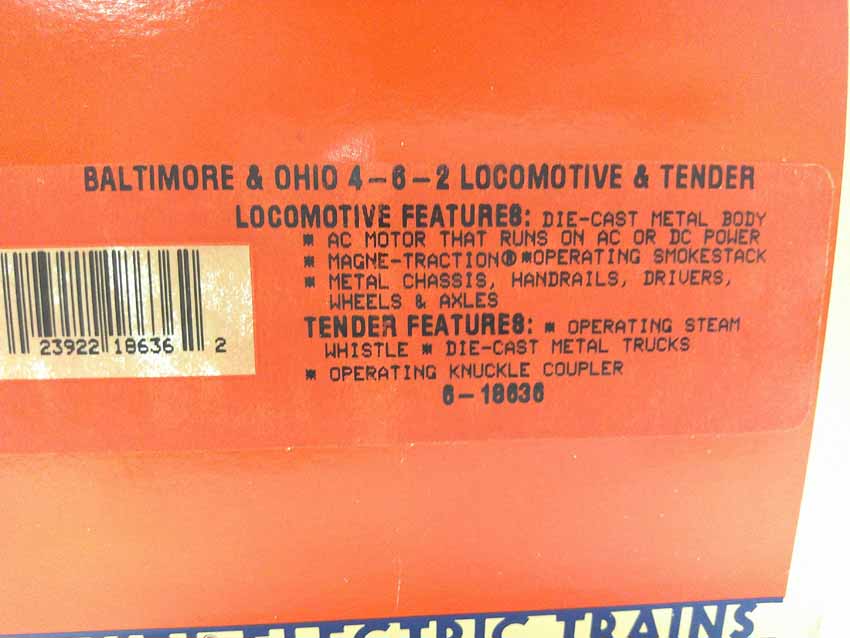 BALTIMORE & OHIO 4-6-2 LOCOMOTIVE & TENDER
LOCOMOTIVE FEATURES: DIE-CAST METAL BODY
* AC MOTOR THAT RUNS ON AC OR DC POWER
* MAGNE-TRACTION® *OPERATING SMOKESTACK
* METAL CHASSIS, HANDRAILS, DRIVERS,
WHEELS & AXLES
TENDER FEATURES: * OPERATING STEAM
WHISTLE * DIE-CAST METAL TRUCKS
* OPERATING KNUCKLE COUPLER
6-18636
23922 18636 2
ELECTRIC TRAINS